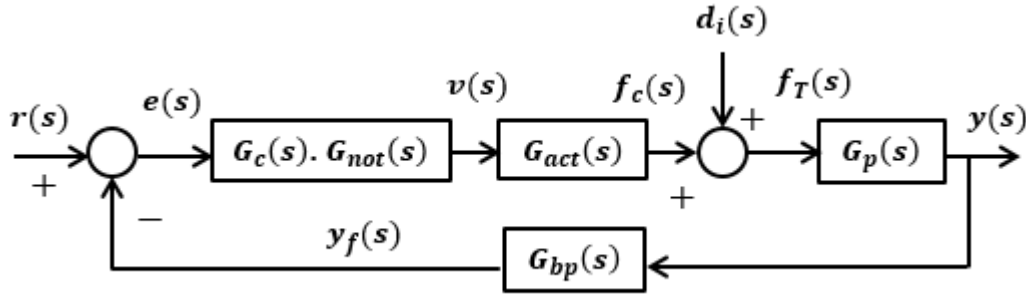 d_i(s)
r(s) e(s) v(s) f_c(s) f_T(s) y(s)
G_c(s). G_not(s) G_act(s) G_p(s)
+ + +
− y_f(s) G_bp(s)